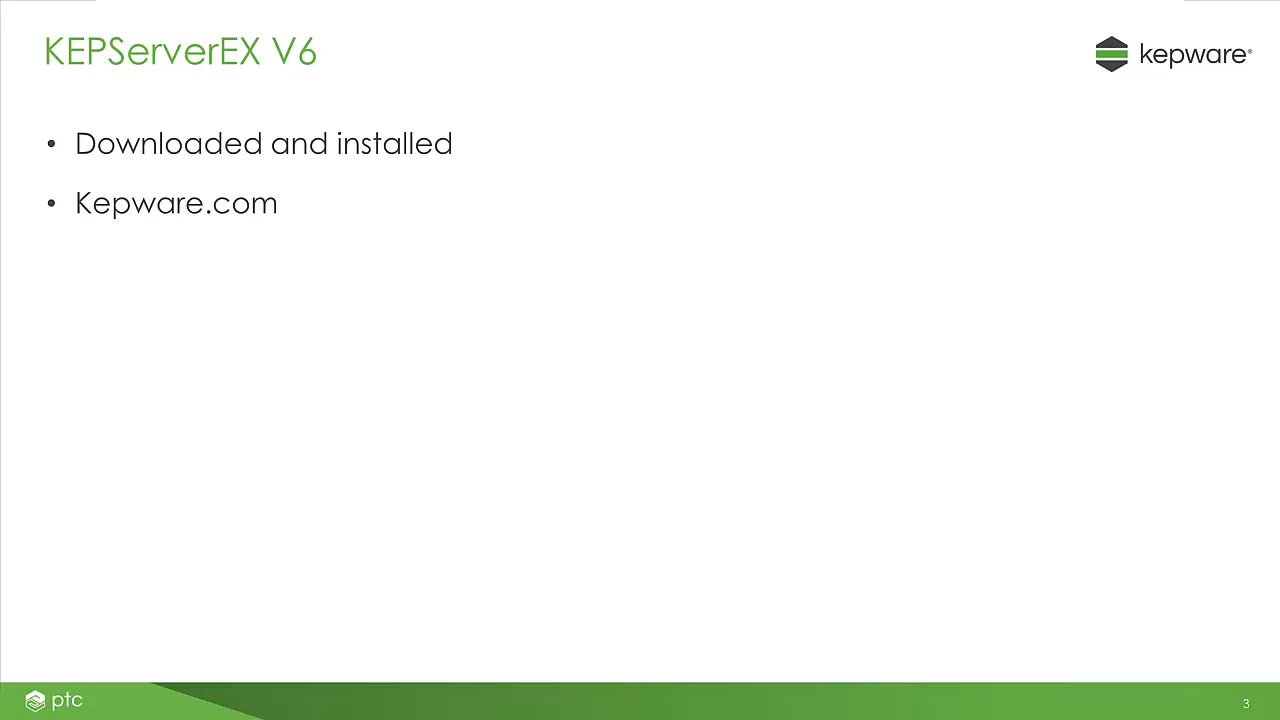 KEPServerEX V6
kepware®
• Downloaded and installed
• Kepware.com
ptc
3